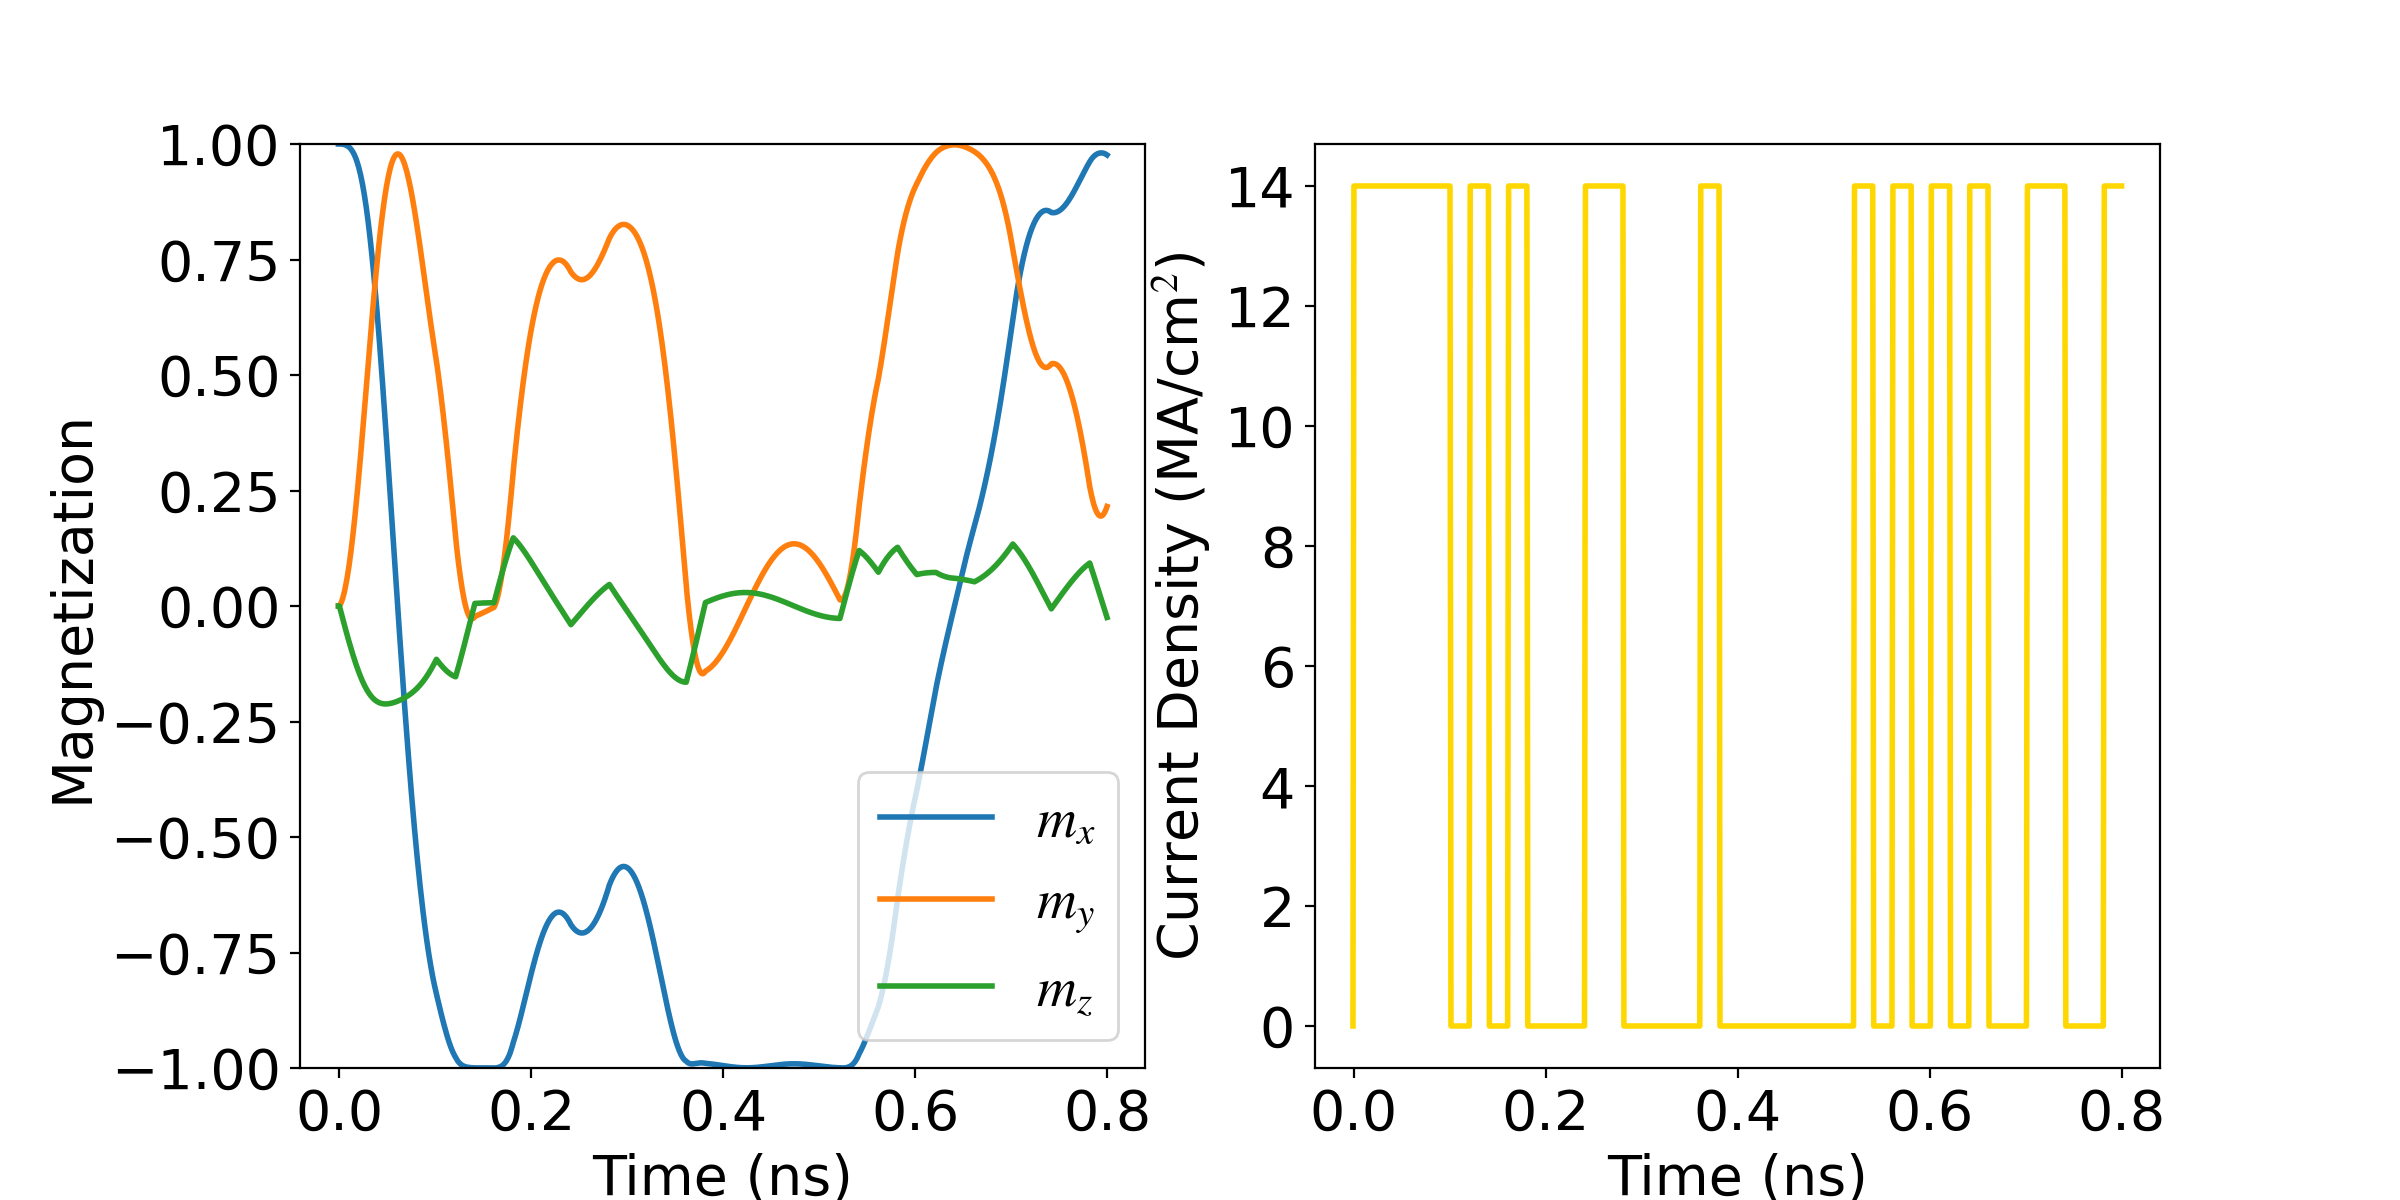 Magnetization
1.00
0.75
0.50
0.25
0.00
−0.25
−0.50
−0.75
−1.00
0.0 0.2 0.4 0.6 0.8
Time (ns)
m_x
m_y
m_z
Current Density (MA/cm²)
14
12
10
8
6
4
2
0
0.0 0.2 0.4 0.6 0.8
Time (ns)